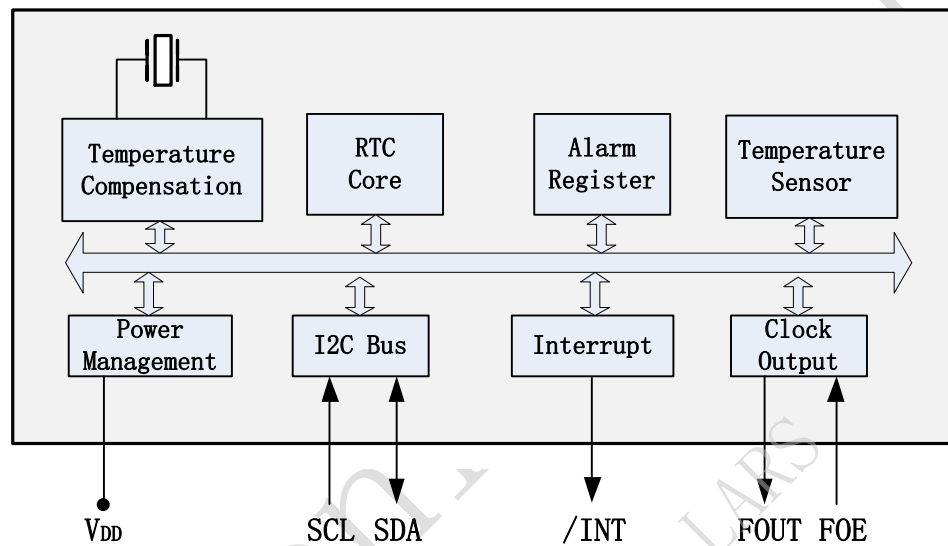 Temperature
Compensation
RTC
Core
Alarm
Register
Temperature
Sensor
Power
Management
I2C Bus
Interrupt
Clock
Output
VDD
SCL SDA
/INT
FOUT FOE
LARS